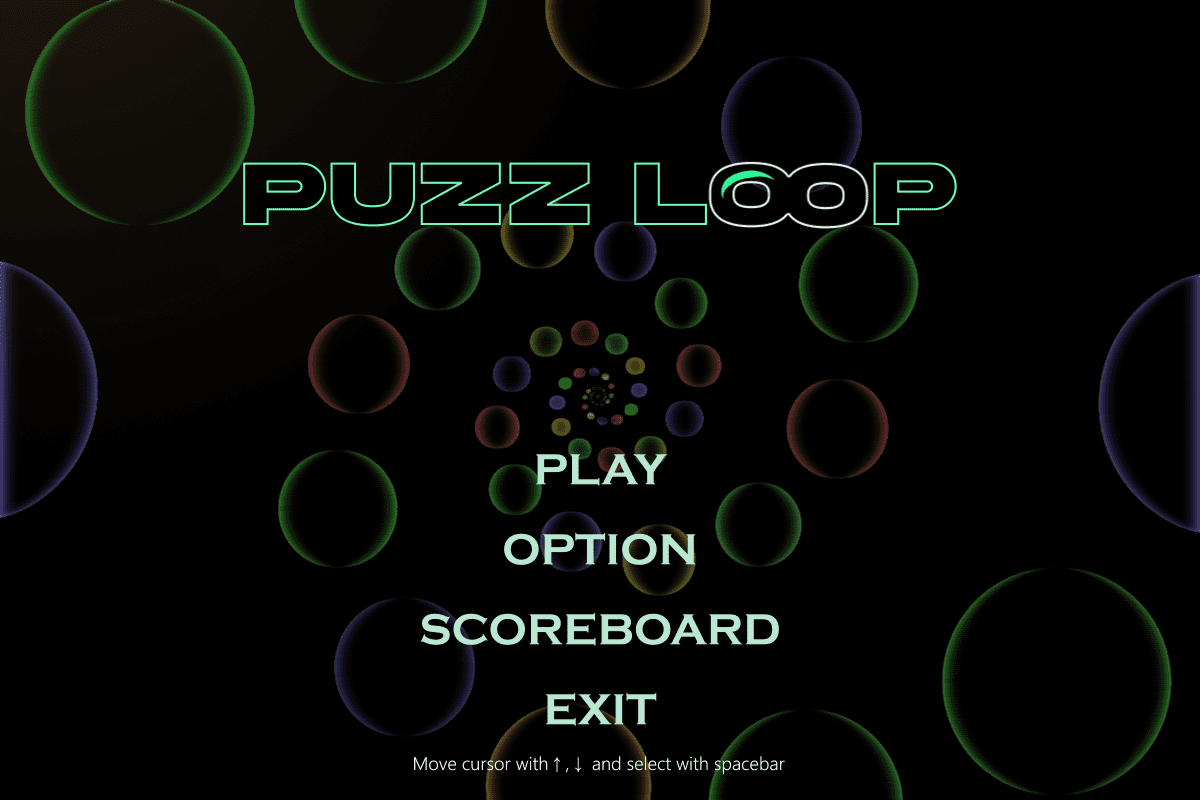 PUZZ LOOP
PLAY
OPTION
SCOREBOARD
EXIT
Move cursor with ↑ , ↓ and select with spacebar